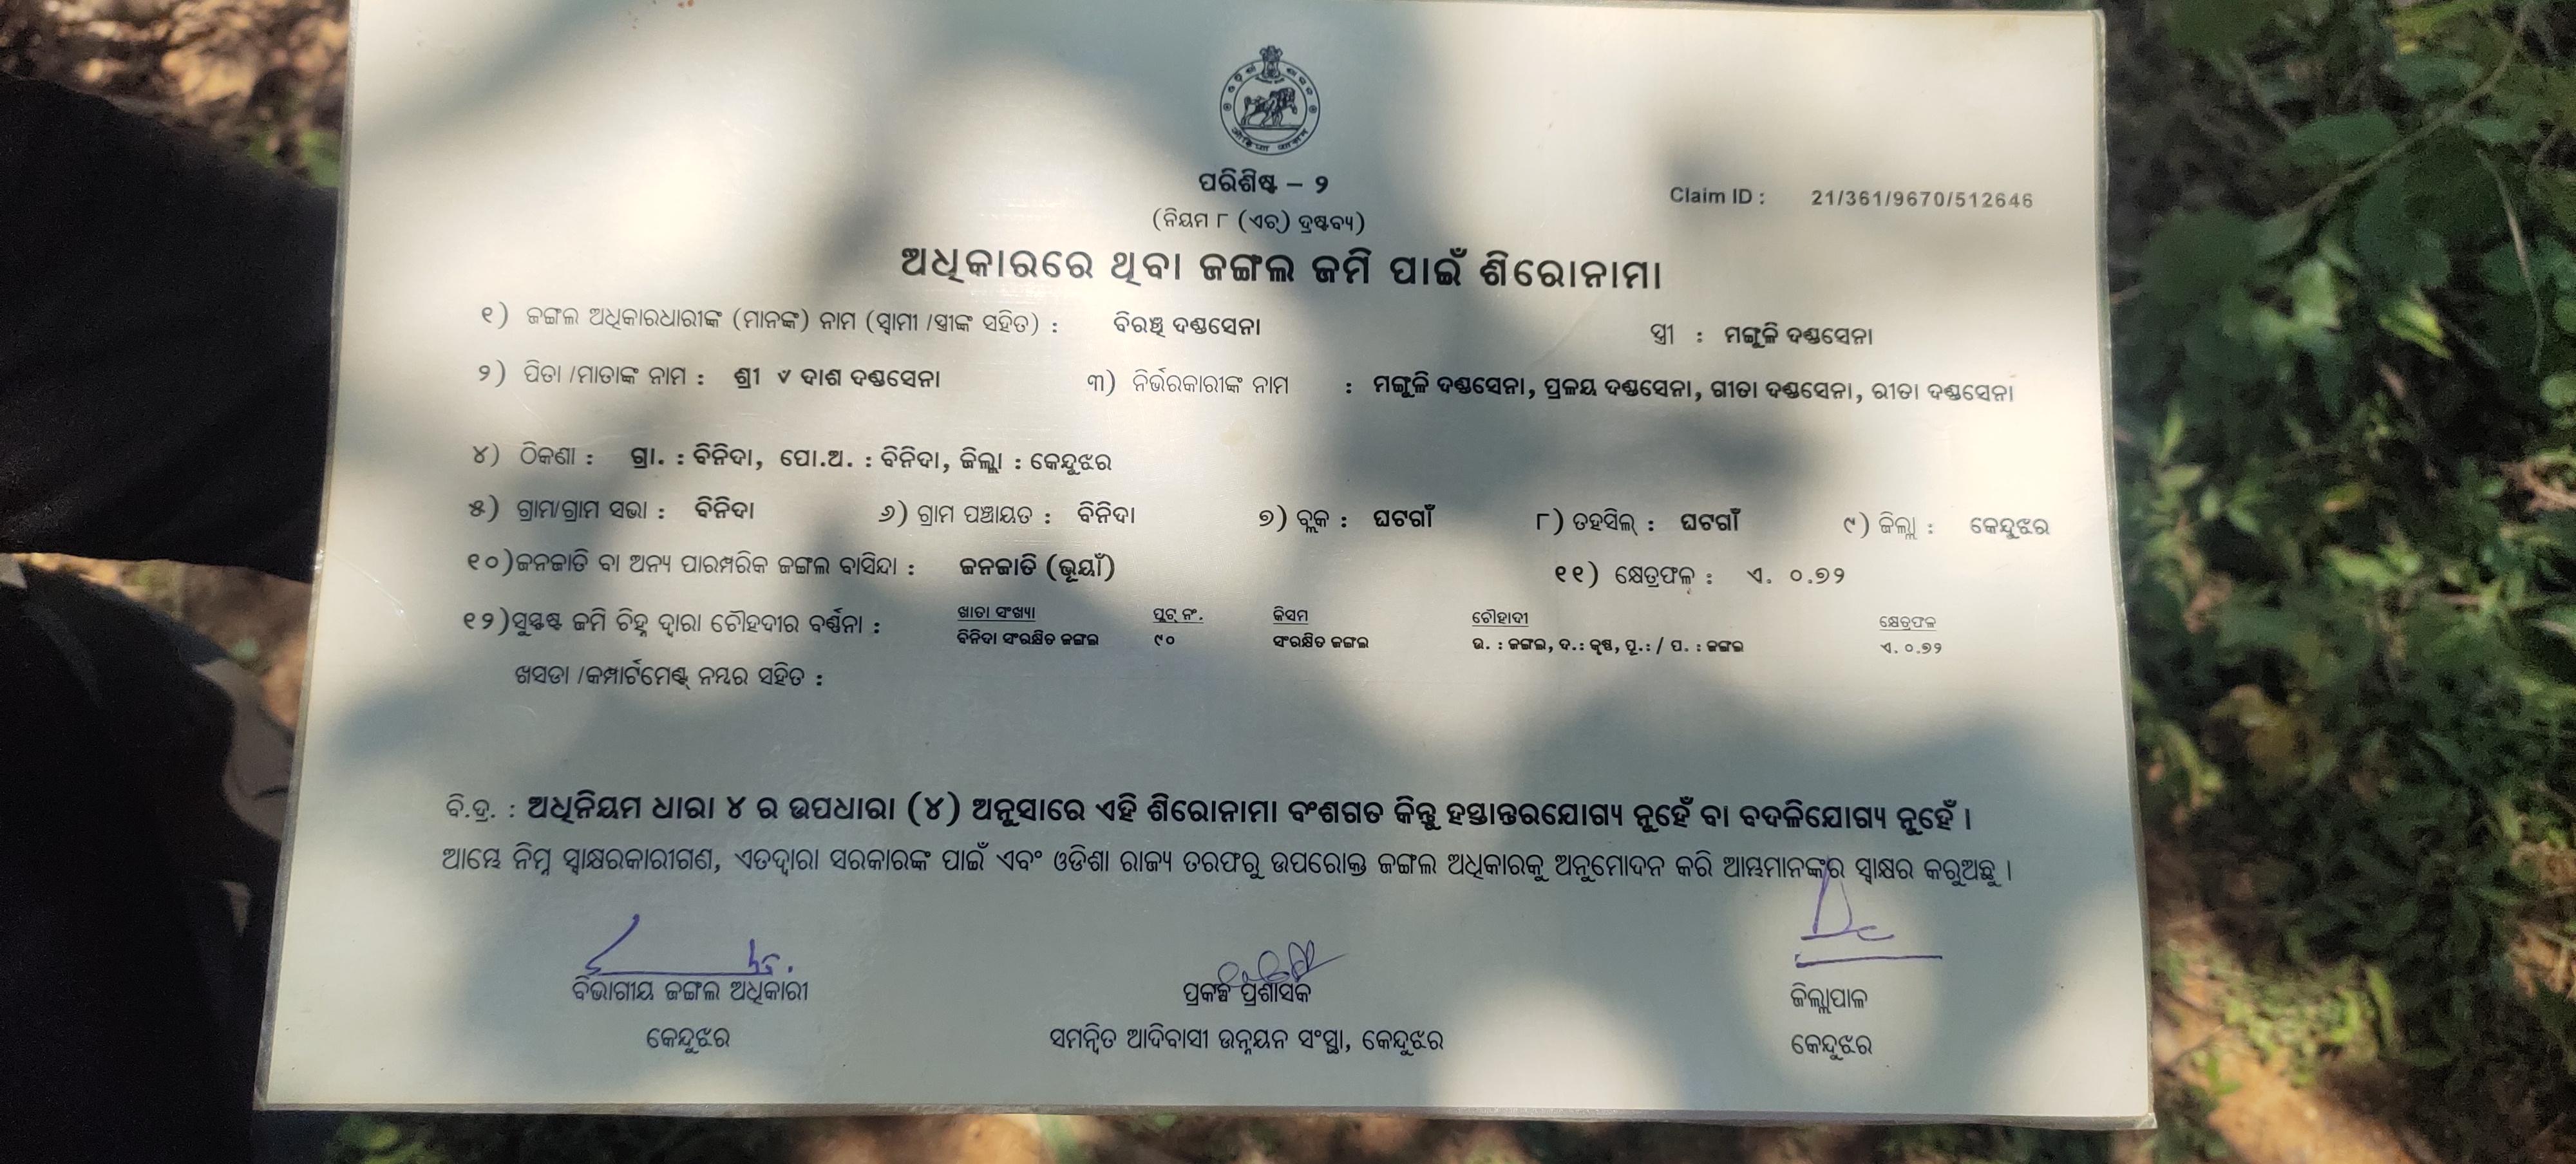 ପରିଶିଷ୍ଟ – ୨
Claim ID : 21/361/9670/512646
(ନିୟମ ୮ (ଏଚ୍) ଦ୍ରଷ୍ଟବ୍ୟ)
ଅଧିକାରରେ ଥିବା ଜଙ୍ଗଲ ଜମି ପାଇଁ ଶିରୋନାମା
୧) ଜଙ୍ଗଲ ଅଧିକାରଧାରୀଙ୍କ (ମାନଙ୍କ) ନାମ (ସ୍ୱାମୀ /ସ୍ତ୍ରୀଙ୍କ ସହିତ) : ବିରଞ୍ଚି ଦଣ୍ଡସେନା ସ୍ତ୍ରୀ : ମଙ୍ଗୁଳି ଦଣ୍ଡସେନା
୨) ପିତା /ମାତାଙ୍କ ନାମ : ଶ୍ରୀ ଦାଶ ଦଣ୍ଡସେନା ୩) ନିର୍ଭରକାରୀଙ୍କ ନାମ : ମଙ୍ଗୁଳି ଦଣ୍ଡସେନା, ପ୍ରଳୟ ଦଣ୍ଡସେନା, ଗୀତା ଦଣ୍ଡସେନା, ରୀତା ଦଣ୍ଡସେନା
୪) ଠିକଣା : ଗ୍ରା. : ବିନିଦା, ପୋ.ଅ. : ବିନିଦା, ଜିଲ୍ଲା : କେନ୍ଦୁଝର
୫) ଗ୍ରାମ/ଗ୍ରାମ ସଭା : ବିନିଦା ୬) ଗ୍ରାମ ପଞ୍ଚାୟତ : ବିନିଦା ୭) ବ୍ଲକ : ଘଟଗାଁ ୮) ତହସିଲ୍ : ଘଟଗାଁ ୯) ଜିଲ୍ଲା : କେନ୍ଦୁଝର
୧୦)ଜନଜାତି ବା ଅନ୍ୟ ପାରମ୍ପରିକ ଜଙ୍ଗଲ ବାସିନ୍ଦା : ଜନଜାତି (ଭୂୟାଁ) ୧୧) କ୍ଷେତ୍ରଫଳ : ଏ. ୦.୭୨
୧୨)ସୁସ୍ପଷ୍ଟ ଜମି ଚିହ୍ନ ଦ୍ୱାରା ଚୌହଦୀର ବର୍ଣ୍ଣନା : ଖାତା ସଂଖ୍ୟା ପ୍ଲଟ୍ ନଂ. କିସମ ଚୌହାଦୀ କ୍ଷେତ୍ରଫଳ
ବିନିଦା ସଂରକ୍ଷିତ ଜଙ୍ଗଲ ୯୦ ସଂରକ୍ଷିତ ଜଙ୍ଗଲ ଉ. : ଜଙ୍ଗଲ, ଦ.: କୃଷ୍ଣ, ପୂ.: / ପ. : ଜଙ୍ଗଲ ଏ. ୦.୭୨
ଖସଡା /କମ୍ପାର୍ଟମେଣ୍ଟ୍ ନମ୍ବର ସହିତ :
ବି.ଦ୍ର. : ଅଧିନିୟମ ଧାରା ୪ ର ଉପଧାରା (୪) ଅନୁସାରେ ଏହି ଶିରୋନାମା ବଂଶଗତ କିନ୍ତୁ ହସ୍ତାନ୍ତରଯୋଗ୍ୟ ନୁହେଁ ବା ବଦଳିଯୋଗ୍ୟ ନୁହେଁ ।
ଆମ୍ଭେ ନିମ୍ନ ସ୍ୱାକ୍ଷରକାରୀଗଣ, ଏତଦ୍ୱାରା ସରକାରଙ୍କ ପାଇଁ ଏବଂ ଓଡିଶା ରାଜ୍ୟ ତରଫରୁ ଉପରୋକ୍ତ ଜଙ୍ଗଲ ଅଧିକାରକୁ ଅନୁମୋଦନ କରି ଆମ୍ଭମାନଙ୍କର ସ୍ୱାକ୍ଷର କରୁଅଛୁ ।
ବିଭାଗୀୟ ଜଙ୍ଗଲ ଅଧିକାରୀ ପ୍ରକଳ୍ପ ପ୍ରଶାସକ ଜିଲ୍ଲାପାଳ
କେନ୍ଦୁଝର ସମନ୍ୱିତ ଆଦିବାସୀ ଉନ୍ନୟନ ସଂସ୍ଥା, କେନ୍ଦୁଝର କେନ୍ଦୁଝର